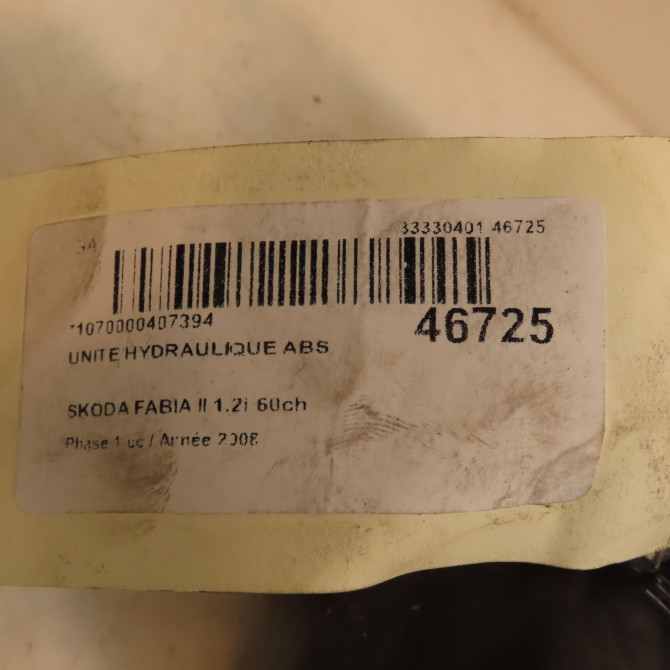 33330401 46725
*1070000407394
46725
UNITE HYDRAULIQUE ABS
SKODA FABIA II 1.2i 60ch
Phase 1 cc / Année 2008